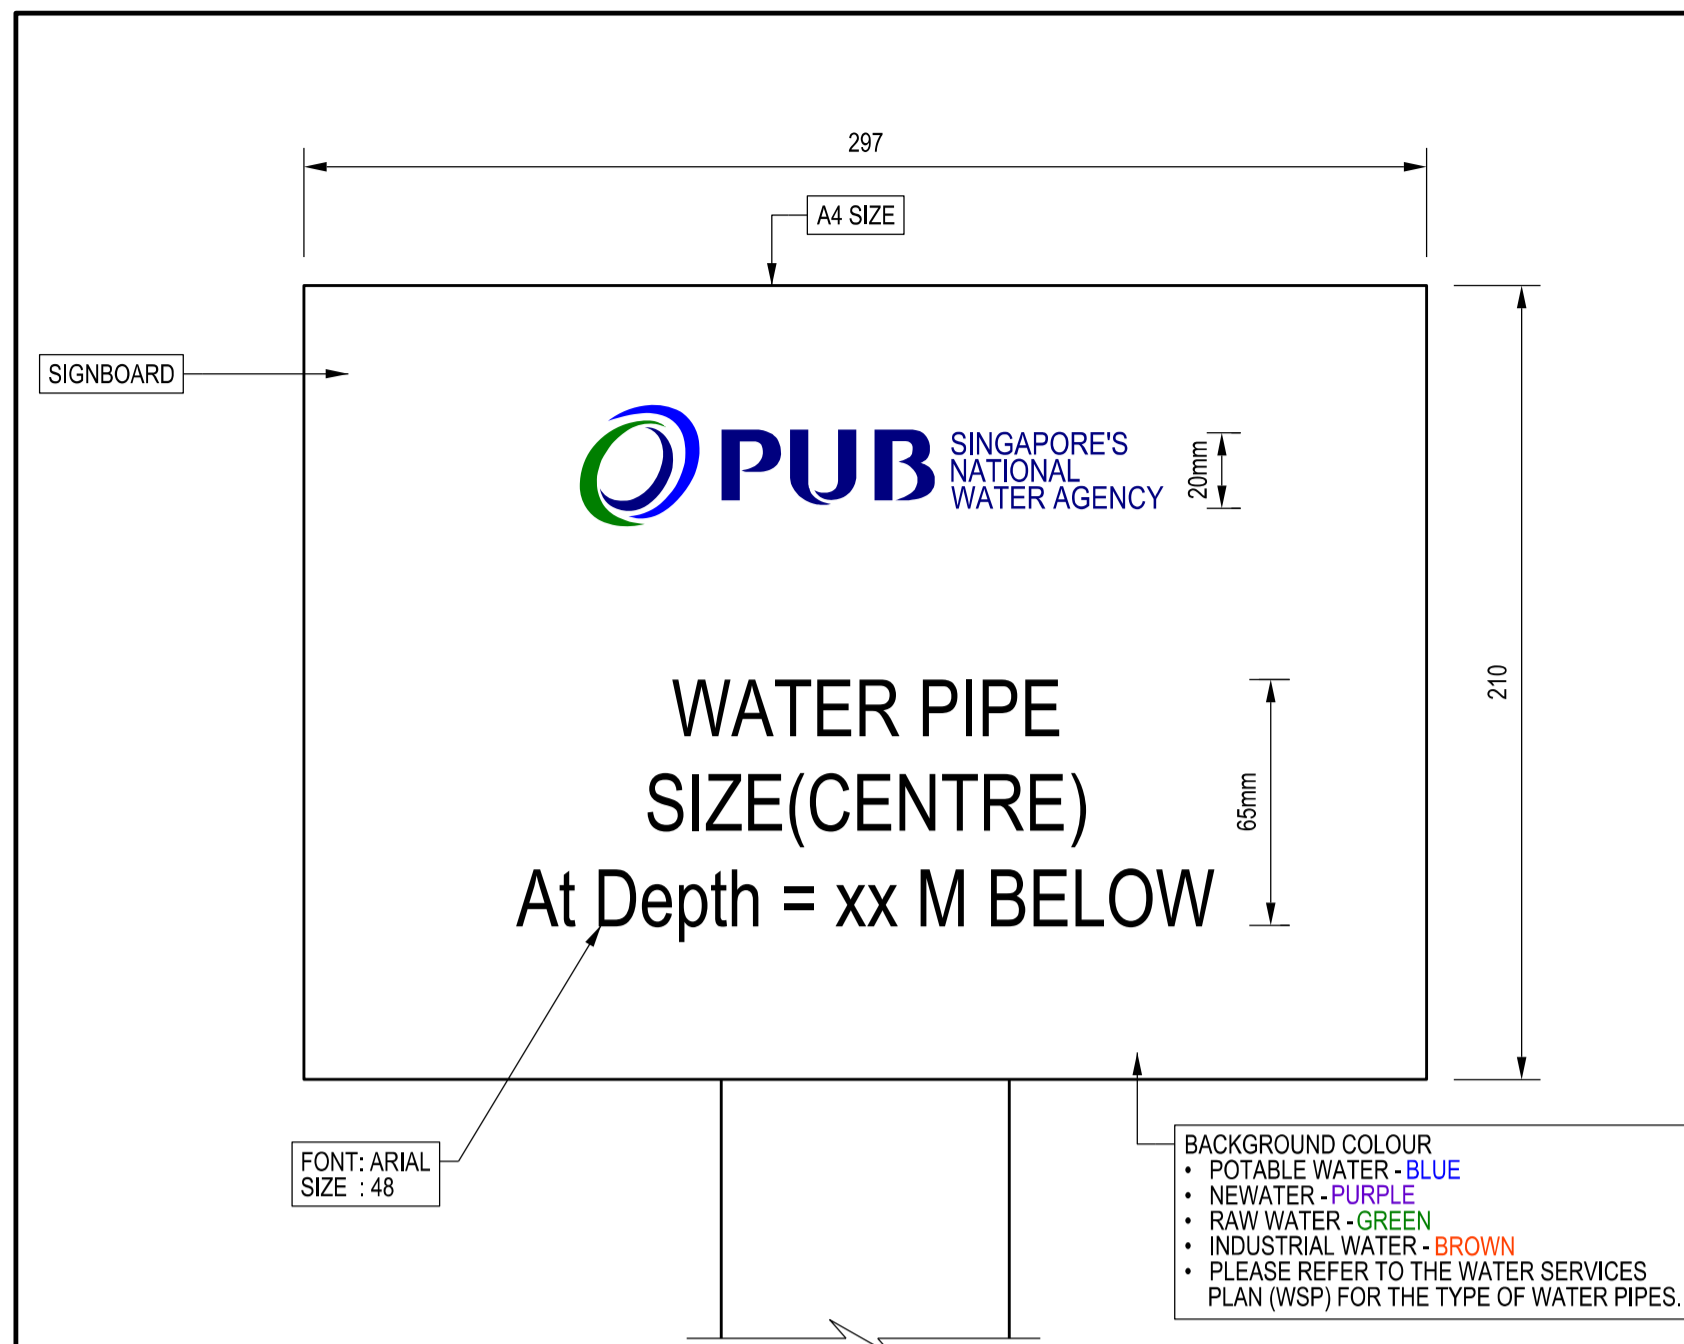 297
A4 SIZE
SIGNBOARD
PUB
SINGAPORE'S
NATIONAL
WATER AGENCY
20mm
210
WATER PIPE
SIZE(CENTRE)
At Depth = xx M BELOW
65mm
FONT: ARIAL
SIZE : 48
BACKGROUND COLOUR
• POTABLE WATER - BLUE
• NEWATER - PURPLE
• RAW WATER - GREEN
• INDUSTRIAL WATER - BROWN
• PLEASE REFER TO THE WATER SERVICES
PLAN (WSP) FOR THE TYPE OF WATER PIPES.